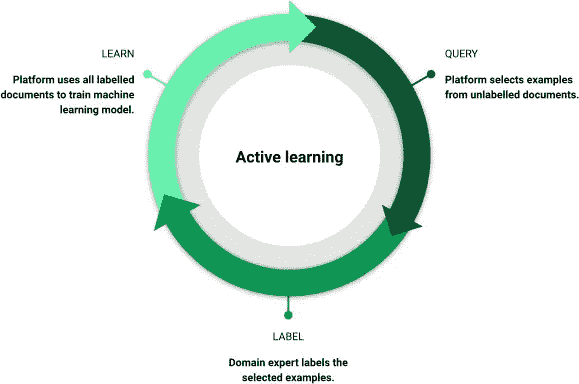 LEARN
Platform uses all labelled
documents to train machine
learning model.
QUERY
Platform selects examples
from unlabelled documents.
Active learning
LABEL
Domain expert labels the
selected examples.